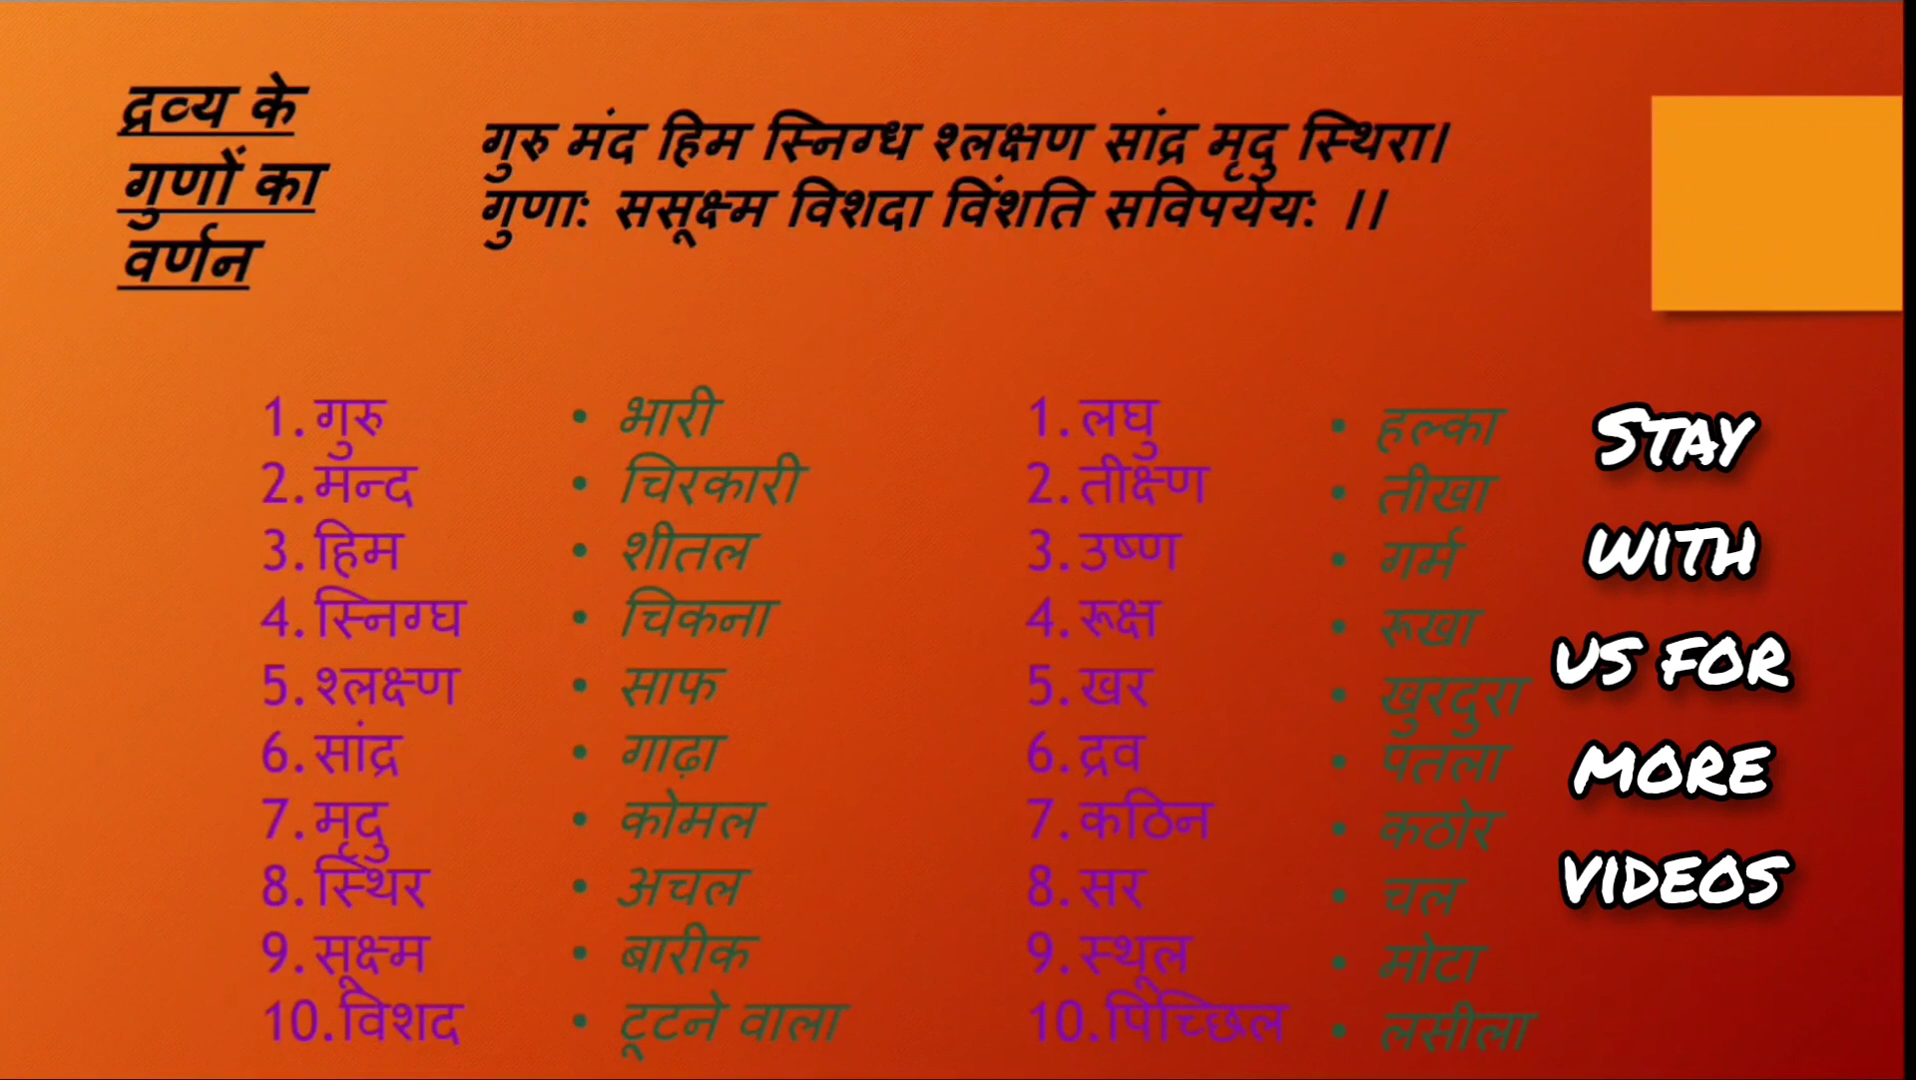 द्रव्य के
गुणों का
वर्णन
गुरु मंद हिम स्निग्ध श्लक्षण सांद्र मृदु स्थिरा।
गुणाः ससूक्ष्म विशदा विंशति सविपर्ययः ।।
1. गुरु
2. मन्द
3. हिम
4. स्निग्घ
5. श्लक्ष्ण
6. सांद्र
7. मृदु
8. स्थिर
9. सूक्ष्म
10. विशद
• भारी
• चिरकारी
• शीतल
• चिकना
• साफ
• गाढ़ा
• कोमल
• अचल
• बारीक
• टूटने वाला
1. लघु
2. तीक्ष्ण
3. उष्ण
4. रूक्ष
5. खर
6. द्रव
7. कठिन
8. सर
9. स्थूल
10. पिच्छिल
• हल्का
• तीखा
• गर्म
• रूखा
• खुरदुरा
• पतला
• कठोर
• चल
• मोटा
• लसीला
STAY
WITH
US FOR
MORE
VIDEOS